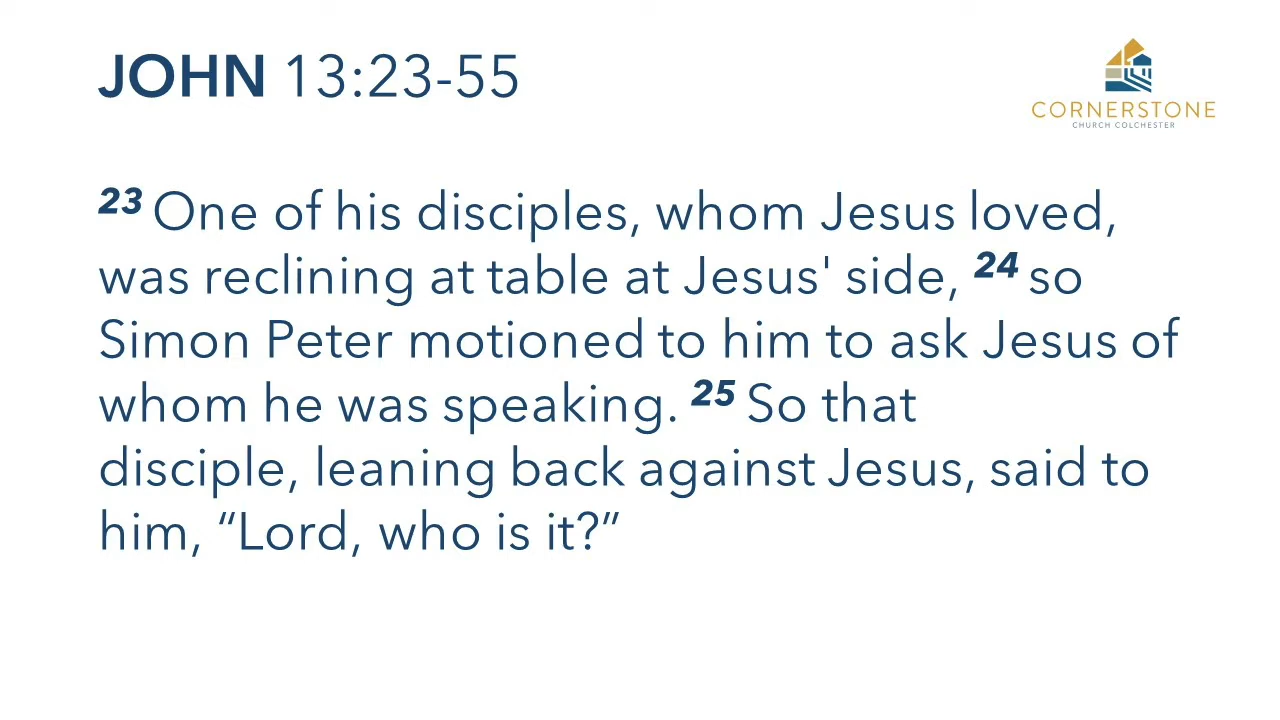 JOHN 13:23-55
CORNERSTONE
CHURCH COLCHESTER
23 One of his disciples, whom Jesus loved,
was reclining at table at Jesus' side, 24 so
Simon Peter motioned to him to ask Jesus of
whom he was speaking. 25 So that
disciple, leaning back against Jesus, said to
him, “Lord, who is it?”